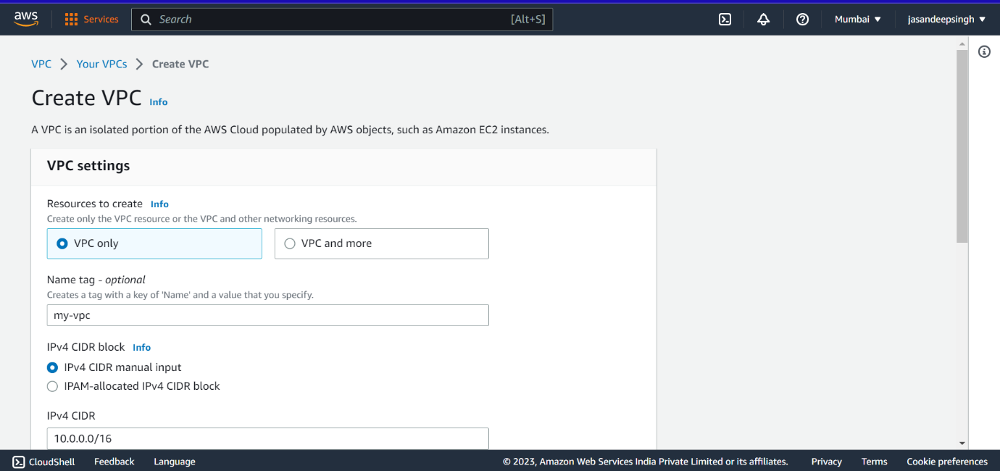 aws Services Search [Alt+S] Mumbai jasandeepsingh
VPC Your VPCs Create VPC
Create VPC Info
A VPC is an isolated portion of the AWS Cloud populated by AWS objects, such as Amazon EC2 instances.
VPC settings
Resources to create Info
Create only the VPC resource or the VPC and other networking resources.
VPC only VPC and more
Name tag - optional
Creates a tag with a key of 'Name' and a value that you specify.
my-vpc
IPv4 CIDR block Info
IPv4 CIDR manual input
IPAM-allocated IPv4 CIDR block
IPv4 CIDR
10.0.0.0/16
CloudShell Feedback Language © 2023, Amazon Web Services India Private Limited or its affiliates. Privacy Terms Cookie preferences